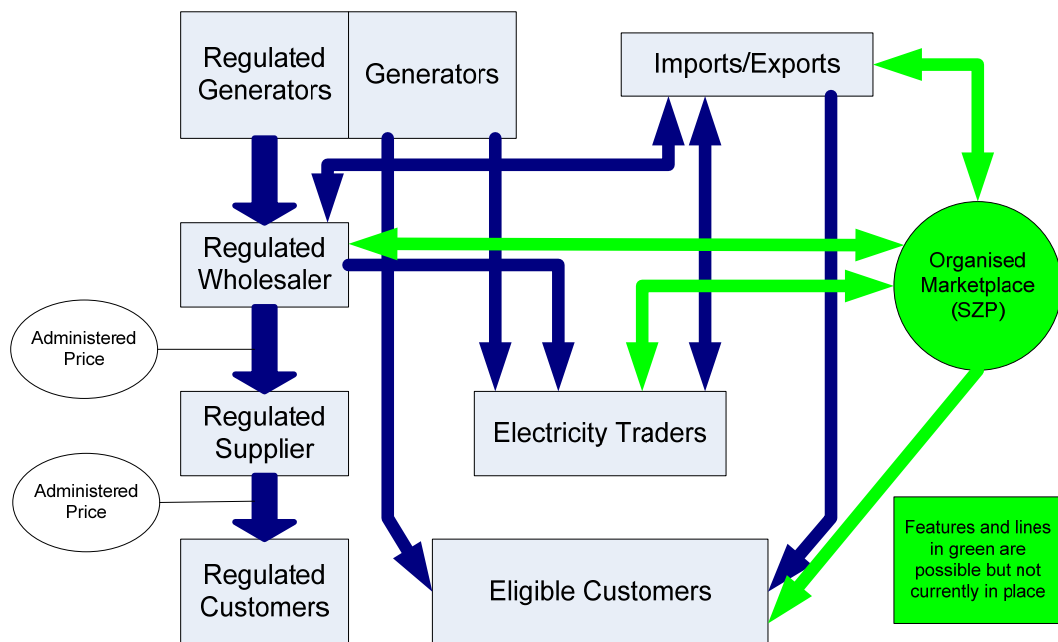 Regulated
Generators
Generators
Imports/Exports
Regulated
Wholesaler
Organised
Marketplace
(SZP)
Administered
Price
Regulated
Supplier
Electricity Traders
Administered
Price
Features and lines
in green are
possible but not
currently in place
Regulated
Customers
Eligible Customers